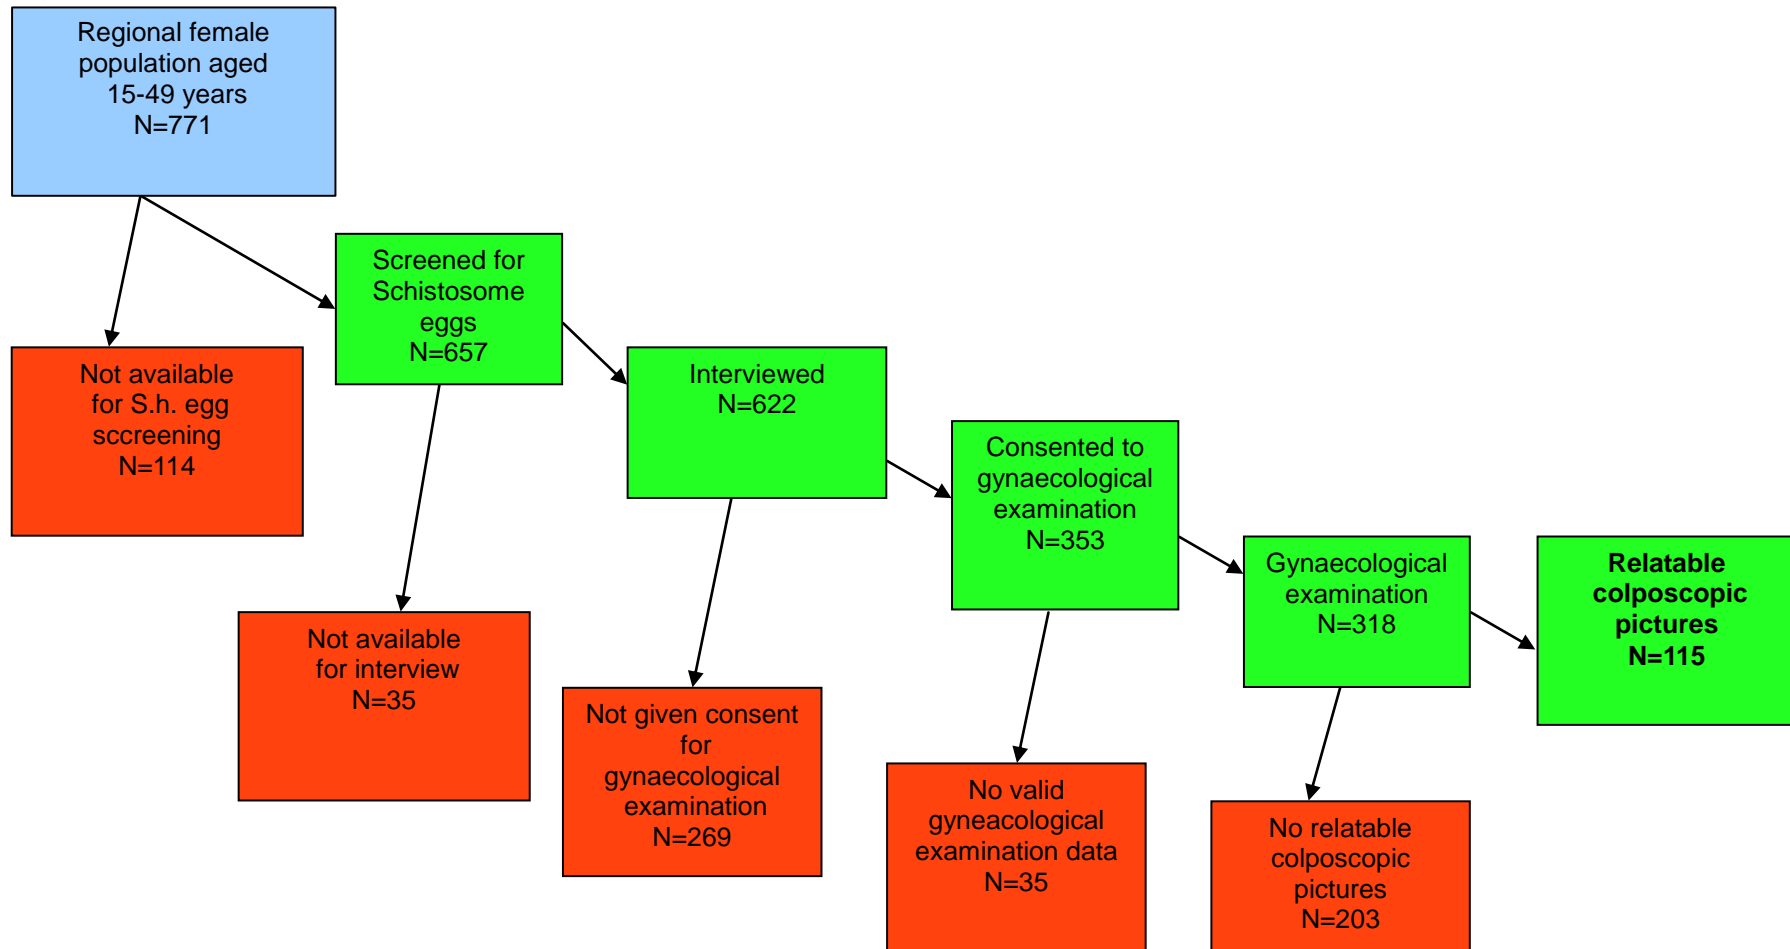 Regional female
population aged
15-49 years
N=771
Screened for
Schistosome
eggs
N=657
Not available
for S.h. egg
sccreening
N=114
Interviewed
N=622
Not available
for interview
N=35
Consented to
gynaecological
examination
N=353
Not given consent
for
gynaecological
examination
N=269
Gynaecological
examination
N=318
No valid
gyneacological
examination data
N=35
Relatable
colposcopic
pictures
N=115
No relatable
colposcopic
pictures
N=203